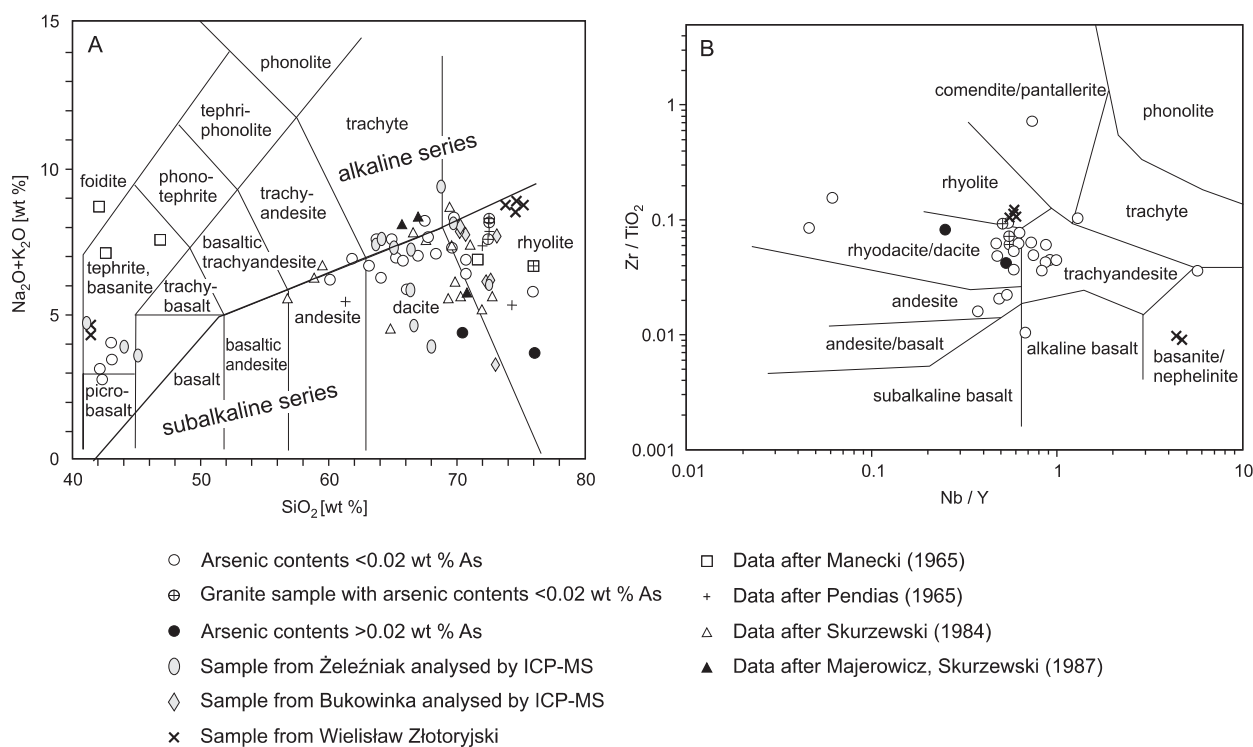 A
15
10
5
0
40
50
60
70
80
Na2O+K2O [wt %]
SiO2 [wt %]
phonolite
tephri-
phonolite
trachyte
alkaline series
foidite
phono-
tephrite
trachy-
andesite
rhyolite
basaltic
trachyandesite
tephrite,
basanite
trachy-
basalt
dacite
andesite
basaltic
andesite
basalt
picro-
basalt
subalkaline series
B
1
0.1
0.01
0.001
0.01
0.1
1
10
Zr / TiO2
Nb / Y
comendite/pantallerite
phonolite
rhyolite
trachyte
rhyodacite/dacite
trachyandesite
andesite
andesite/basalt
alkaline basalt
basanite/
nephelinite
subalkaline basalt
Arsenic contents <0.02 wt % As
Granite sample with arsenic contents <0.02 wt % As
Arsenic contents >0.02 wt % As
Sample from Żeleźniak analysed by ICP-MS
Sample from Bukowinka analysed by ICP-MS
Sample from Wielisław Złotoryjski
Data after Manecki (1965)
Data after Pendias (1965)
Data after Skurzewski (1984)
Data after Majerowicz, Skurzewski (1987)